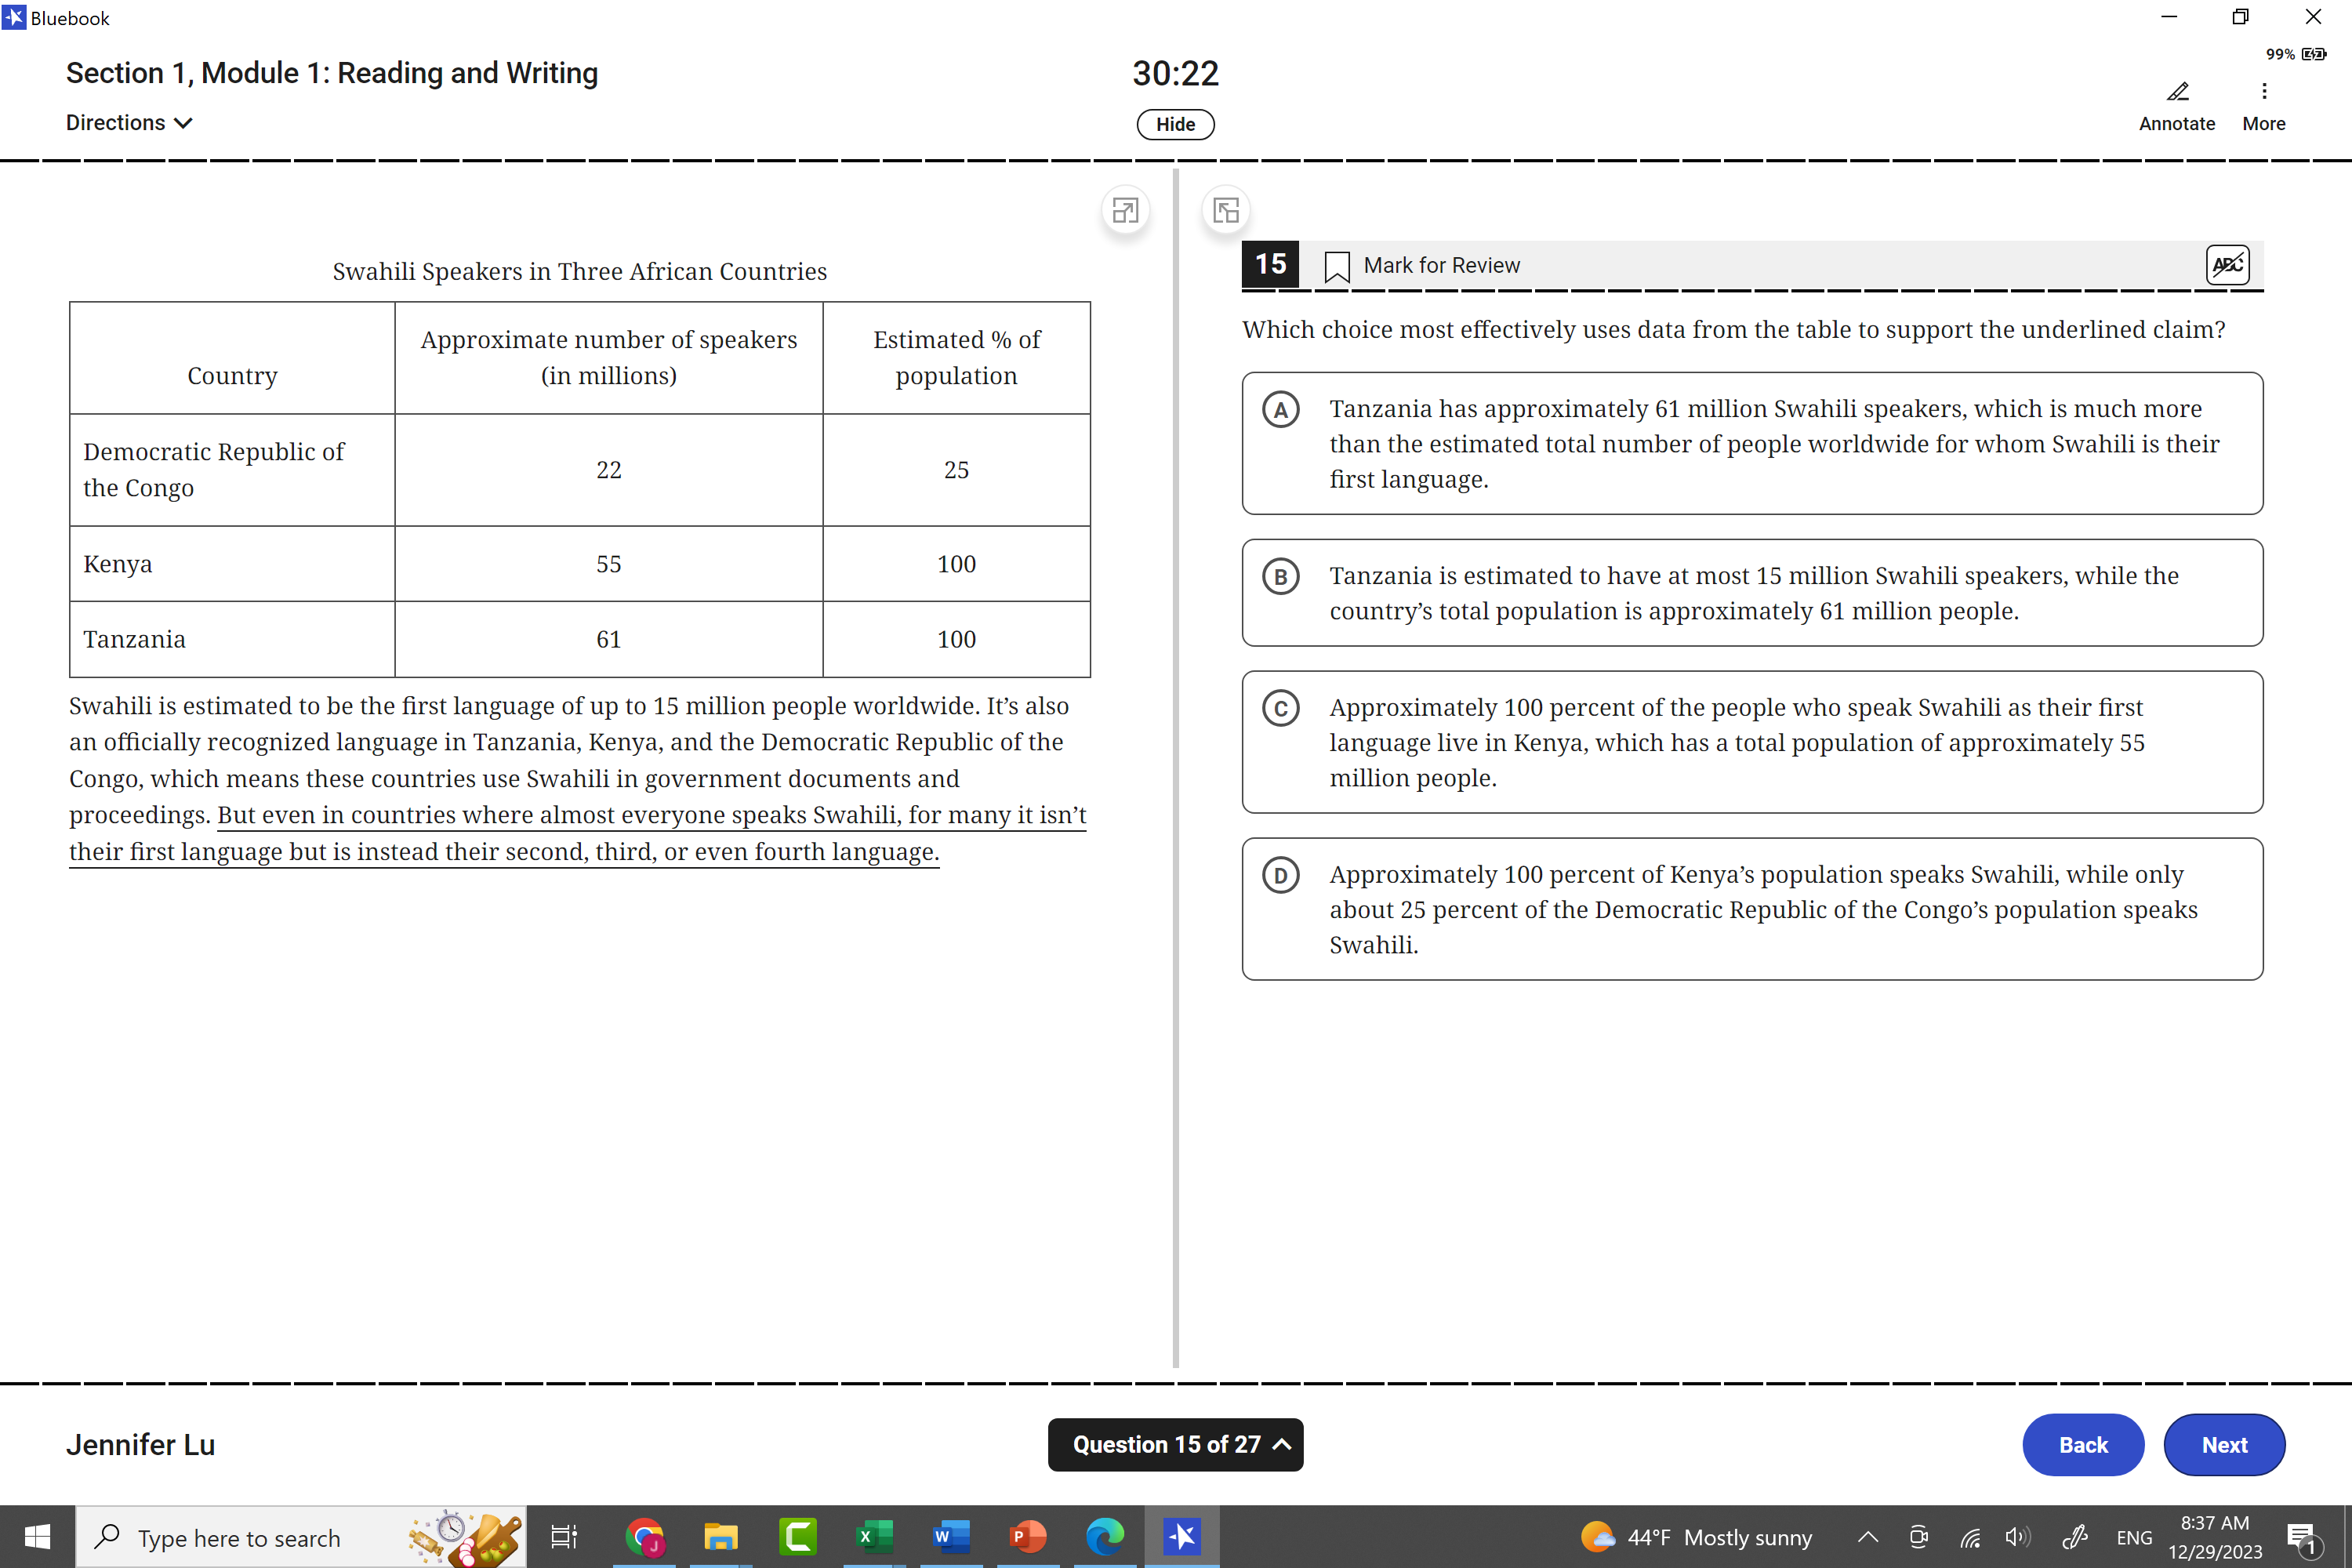 Bluebook
99%
Section 1, Module 1: Reading and Writing
30:22
Directions
Hide
Annotate
More
Swahili Speakers in Three African Countries
Country
Approximate number of speakers
(in millions)
Estimated % of
population
Democratic Republic of
the Congo
22
25
Kenya
55
100
Tanzania
61
100
Swahili is estimated to be the first language of up to 15 million people worldwide. It’s also
an officially recognized language in Tanzania, Kenya, and the Democratic Republic of the
Congo, which means these countries use Swahili in government documents and
proceedings. But even in countries where almost everyone speaks Swahili, for many it isn’t
their first language but is instead their second, third, or even fourth language.
15
Mark for Review
ABC
Which choice most effectively uses data from the table to support the underlined claim?
A
Tanzania has approximately 61 million Swahili speakers, which is much more
than the estimated total number of people worldwide for whom Swahili is their
first language.
B
Tanzania is estimated to have at most 15 million Swahili speakers, while the
country’s total population is approximately 61 million people.
C
Approximately 100 percent of the people who speak Swahili as their first
language live in Kenya, which has a total population of approximately 55
million people.
D
Approximately 100 percent of Kenya’s population speaks Swahili, while only
about 25 percent of the Democratic Republic of the Congo’s population speaks
Swahili.
Jennifer Lu
Question 15 of 27
Back
Next
Type here to search
J
X
W
P
44°F Mostly sunny
ENG
8:37 AM
12/29/2023
1